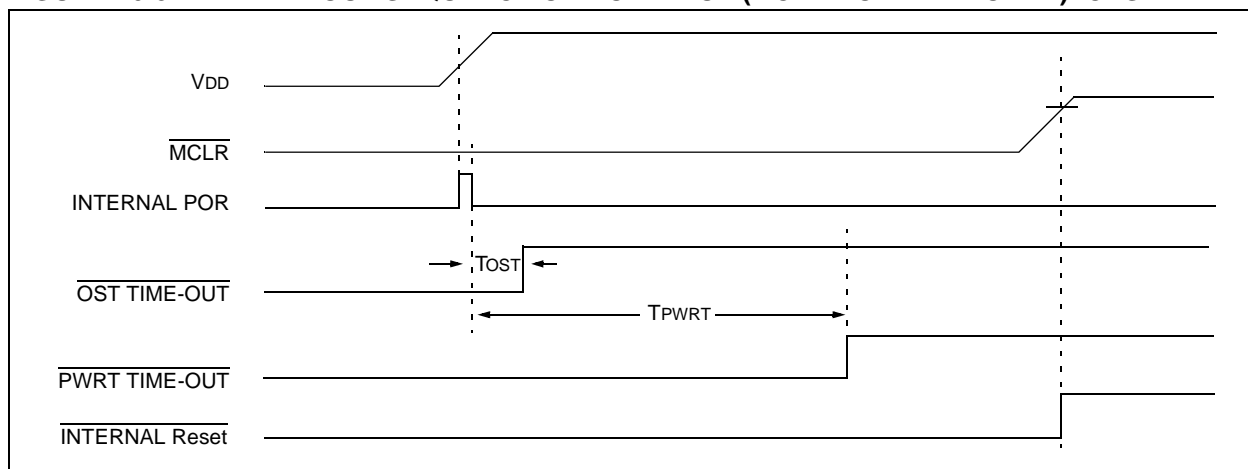 VDD
MCLR
INTERNAL POR
TOST
OST TIME-OUT
TPWRT
PWRT TIME-OUT
INTERNAL Reset